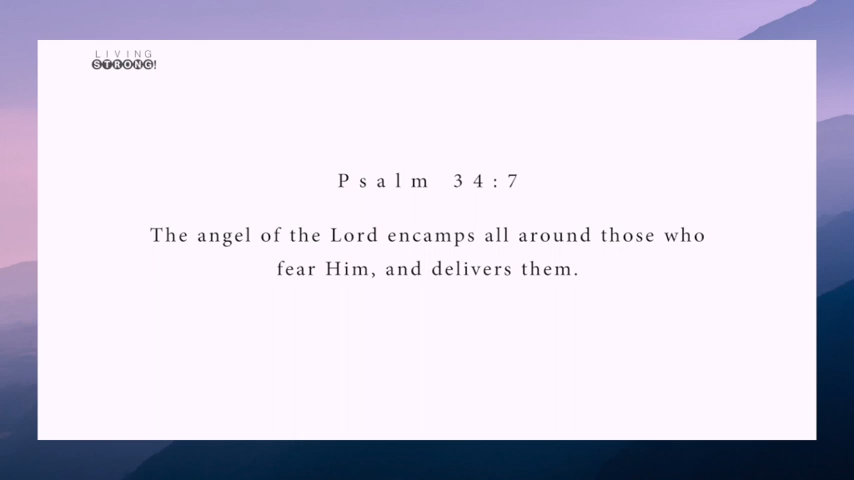 LIVING
STRONG!
Psalm 34:7
The angel of the Lord encamps all around those who
fear Him, and delivers them.